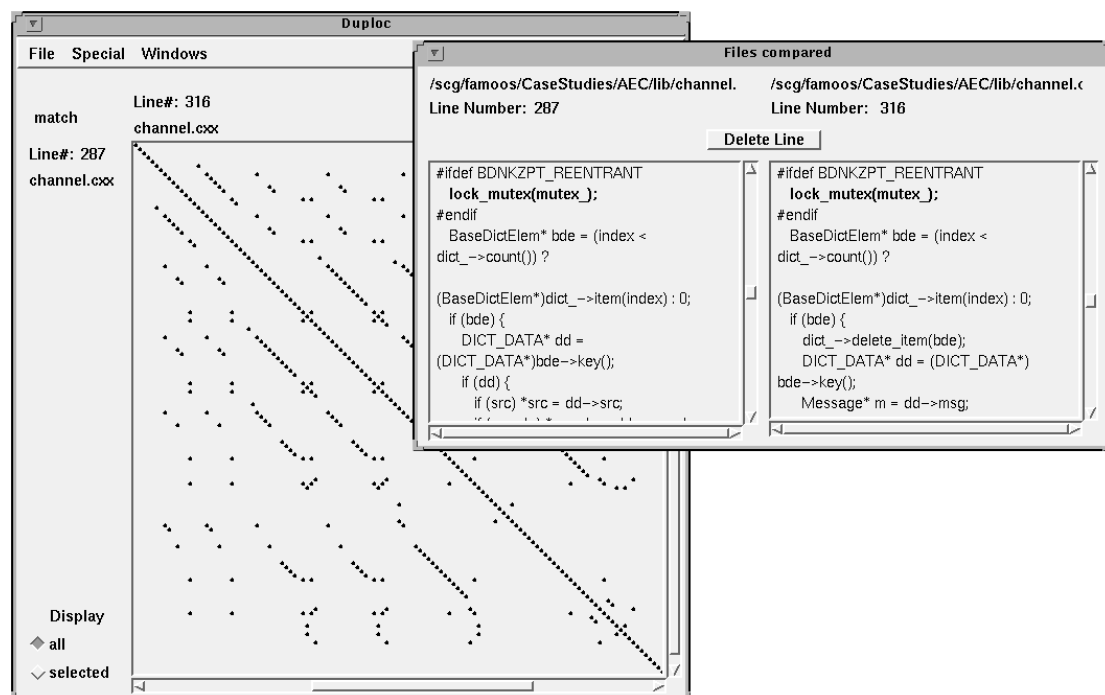 Duploc
File Special Windows
match
Line#: 316
channel.cxx
Line#: 287
channel.cxx
Display
all
selected
Files compared
/scg/famoos/CaseStudies/AEC/lib/channel.
Line Number: 287
/scg/famoos/CaseStudies/AEC/lib/channel.c
Line Number: 316
Delete Line
#ifdef BDNKZPT_REENTRANT
lock_mutex(mutex_);
#endif
BaseDictElem* bde = (index <
dict_->count()) ?
(BaseDictElem*)dict_->item(index) : 0;
if (bde) {
DICT_DATA* dd =
(DICT_DATA*)bde->key();
if (dd) {
if (src) *src = dd->src;
#ifdef BDNKZPT_REENTRANT
lock_mutex(mutex_);
#endif
BaseDictElem* bde = (index <
dict_->count()) ?
(BaseDictElem*)dict_->item(index) : 0;
if (bde) {
dict_->delete_item(bde);
DICT_DATA* dd = (DICT_DATA*)
bde->key();
Message* m = dd->msg;